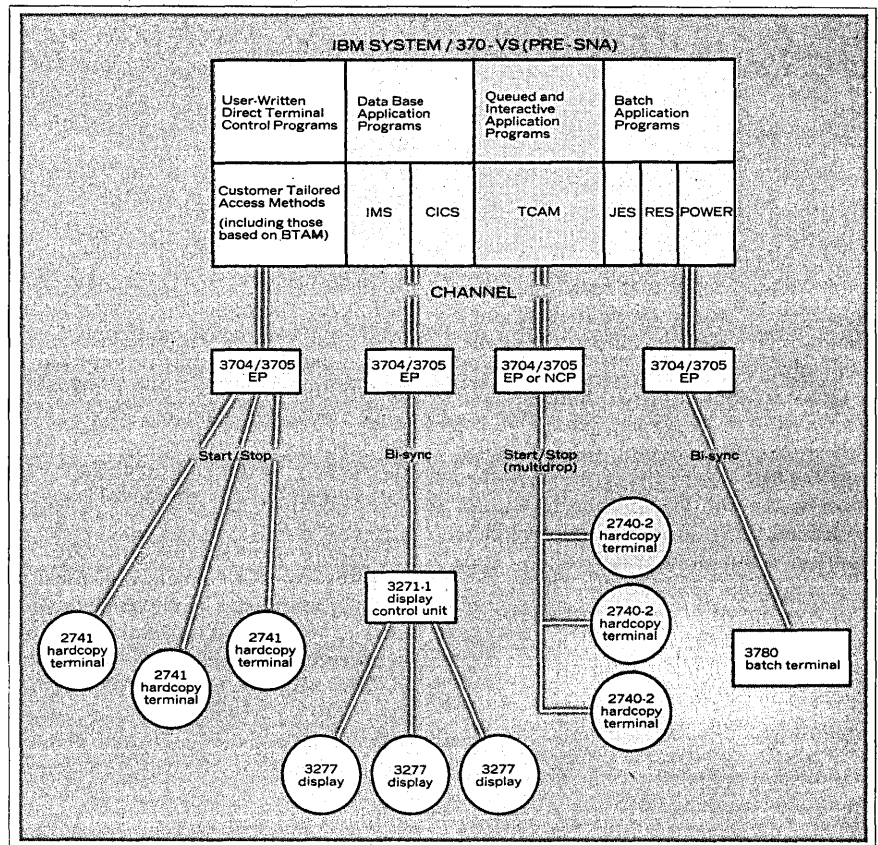 IBM SYSTEM / 370-VS (PRE-SNA)
User-Written
Direct Terminal
Control Programs
Data Base
Application
Programs
Queued and
Interactive
Application
Programs
Batch
Application
Programs
Customer Tailored
Access Methods
(including those
based on BTAM)
IMS
CICS
TCAM
JES
RES
POWER
CHANNEL
3704/3705
EP
3704/3705
EP
3704/3705
EP or NCP
3704/3705
EP
Start/Stop
Bi-sync
Start/Stop
(multidrop)
Bi-sync
2741
hardcopy
terminal
2741
hardcopy
terminal
2741
hardcopy
terminal
3271-1
display
control unit
3277
display
3277
display
3277
display
2740-2
hardcopy
terminal
2740-2
hardcopy
terminal
2740-2
hardcopy
terminal
3780
batch terminal